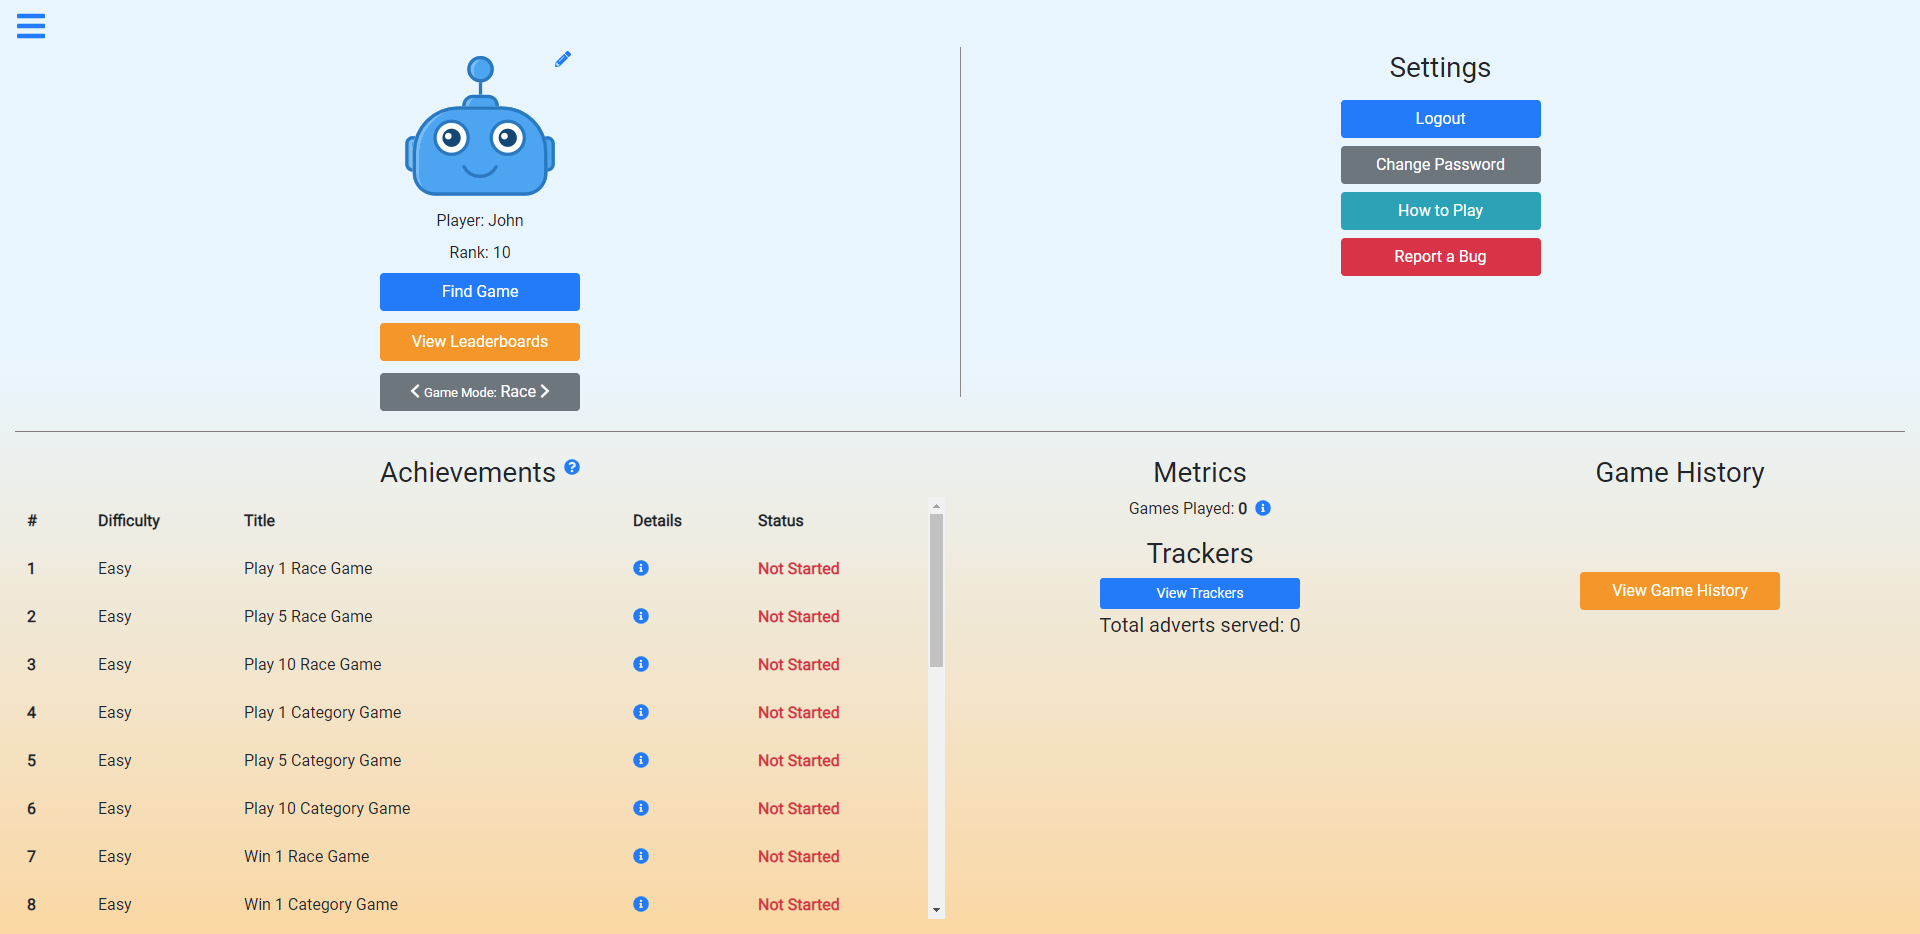 Player: John
Rank: 10
Find Game
View Leaderboards
Game Mode: Race
Settings
Logout
Change Password
How to Play
Report a Bug
Achievements
# Difficulty Title Details Status
1 Easy Play 1 Race Game Not Started
2 Easy Play 5 Race Game Not Started
3 Easy Play 10 Race Game Not Started
4 Easy Play 1 Category Game Not Started
5 Easy Play 5 Category Game Not Started
6 Easy Play 10 Category Game Not Started
7 Easy Win 1 Race Game Not Started
8 Easy Win 1 Category Game Not Started
Metrics
Games Played: 0
Trackers
View Trackers
Total adverts served: 0
Game History
View Game History